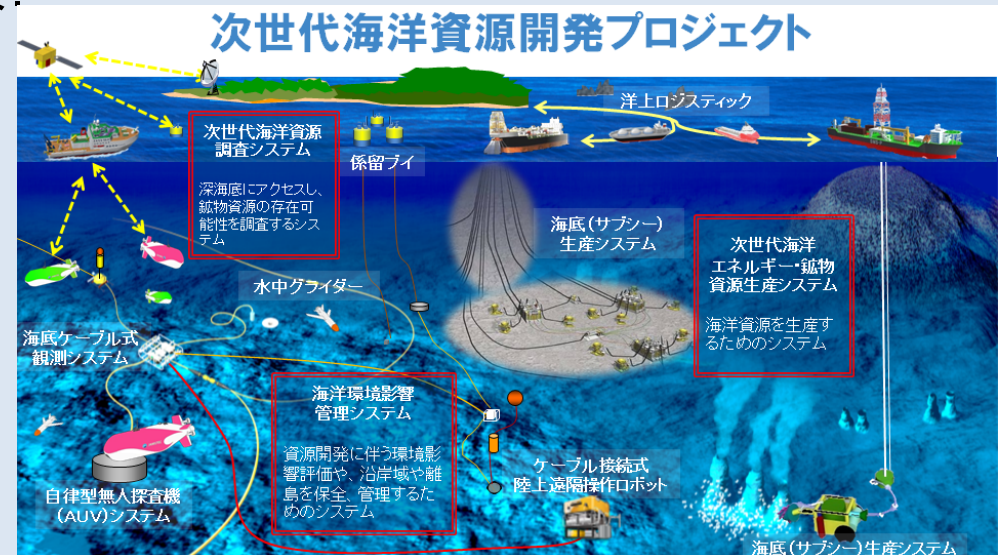 次世代海洋資源開発プロジェクト
洋上ロジスティック
次世代海洋資源
調査システム
深海底にアクセスし、
鉱物資源の存在可
能性を調査するシス
テム
係留ブイ
海底（サブシー）
生産システム
次世代海洋
エネルギー・鉱物
資源生産システム
海洋資源を生産す
るためのシステム
水中グライダー
海底ケーブル式
観測システム
海洋環境影響
管理システム
資源開発に伴う環境影
響評価や、沿岸域や離
島を保全、管理するた
めのシステム
ケーブル接続式
陸上遠隔操作ロボット
自律型無人探査機
（AUV）システム
海底（サブシー）生産システム